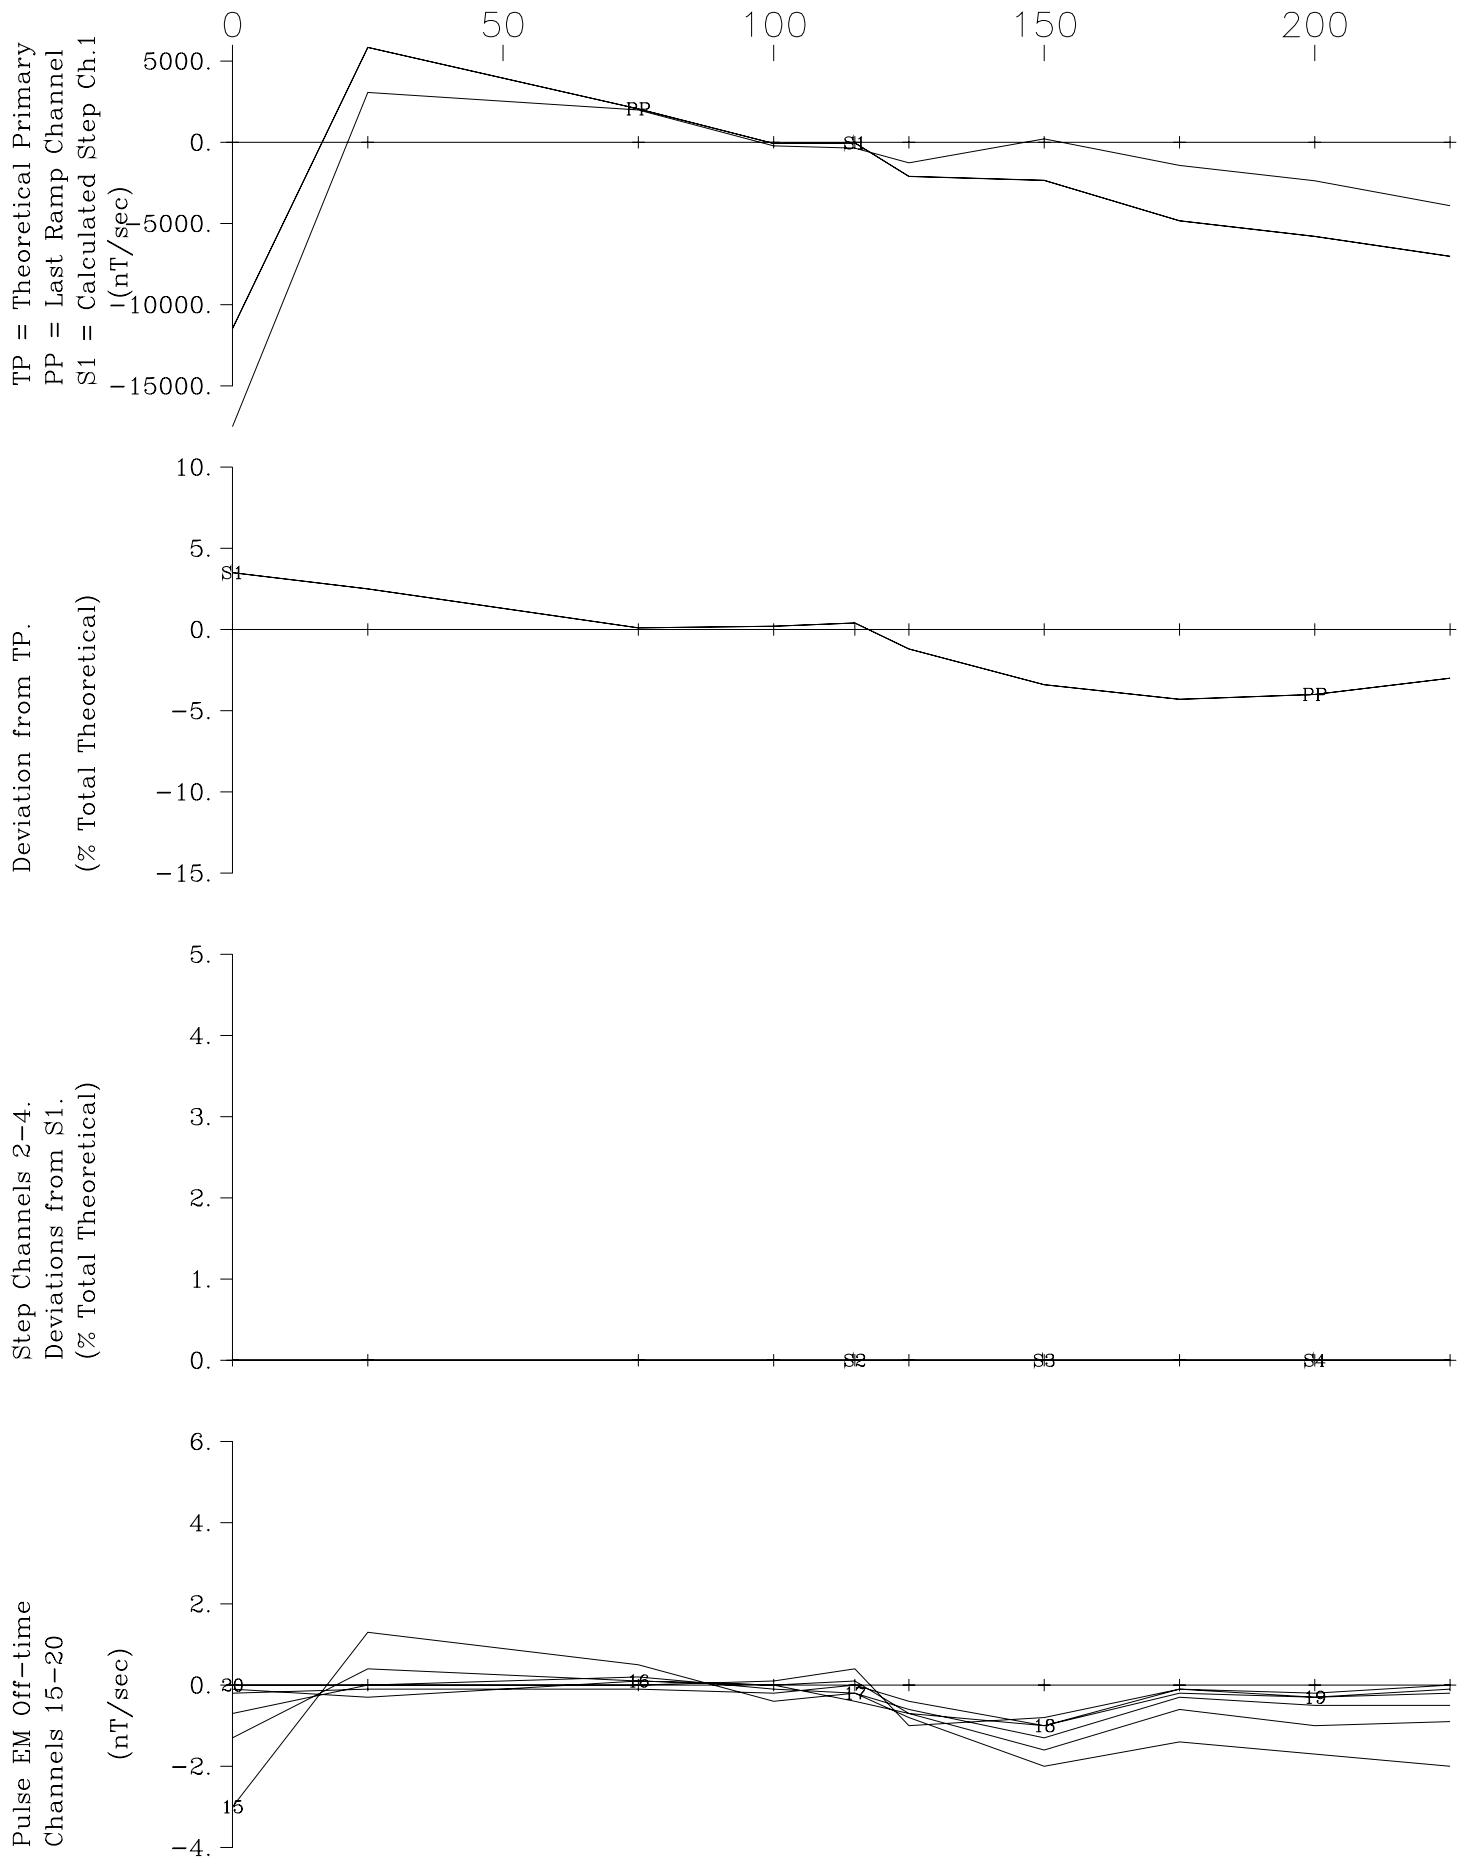 0 50 100 150 200
TP = Theoretical Primary
PP = Last Ramp Channel
S1 = Calculated Step Ch.1
(nT/sec)
5000.
0.
-5000.
-10000.
-15000.
PP
S1
Deviation from TP.
(% Total Theoretical)
10.
5.
0.
-5.
-10.
-15.
S1
PP
Step Channels 2-4.
Deviations from S1.
(% Total Theoretical)
5.
4.
3.
2.
1.
0.
S2 S3 S4
Pulse EM Off-time
Channels 15-20
(nT/sec)
6.
4.
2.
0.
-2.
-4.
20 16 17 18 19
15